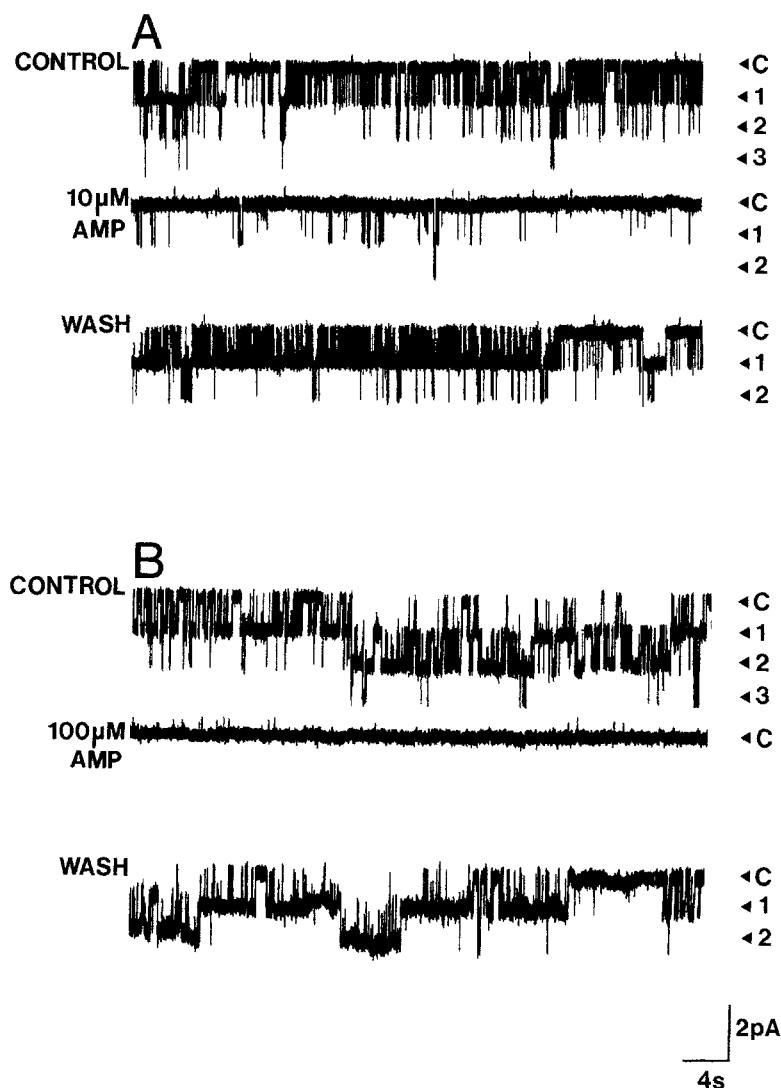 A
CONTROL
◄C
◄1
◄2
◄3
10µM
AMP
◄C
◄1
◄2
WASH
◄C
◄1
◄2
B
CONTROL
◄C
◄1
◄2
◄3
100µM
AMP
◄C
WASH
◄C
◄1
◄2
2pA
4s